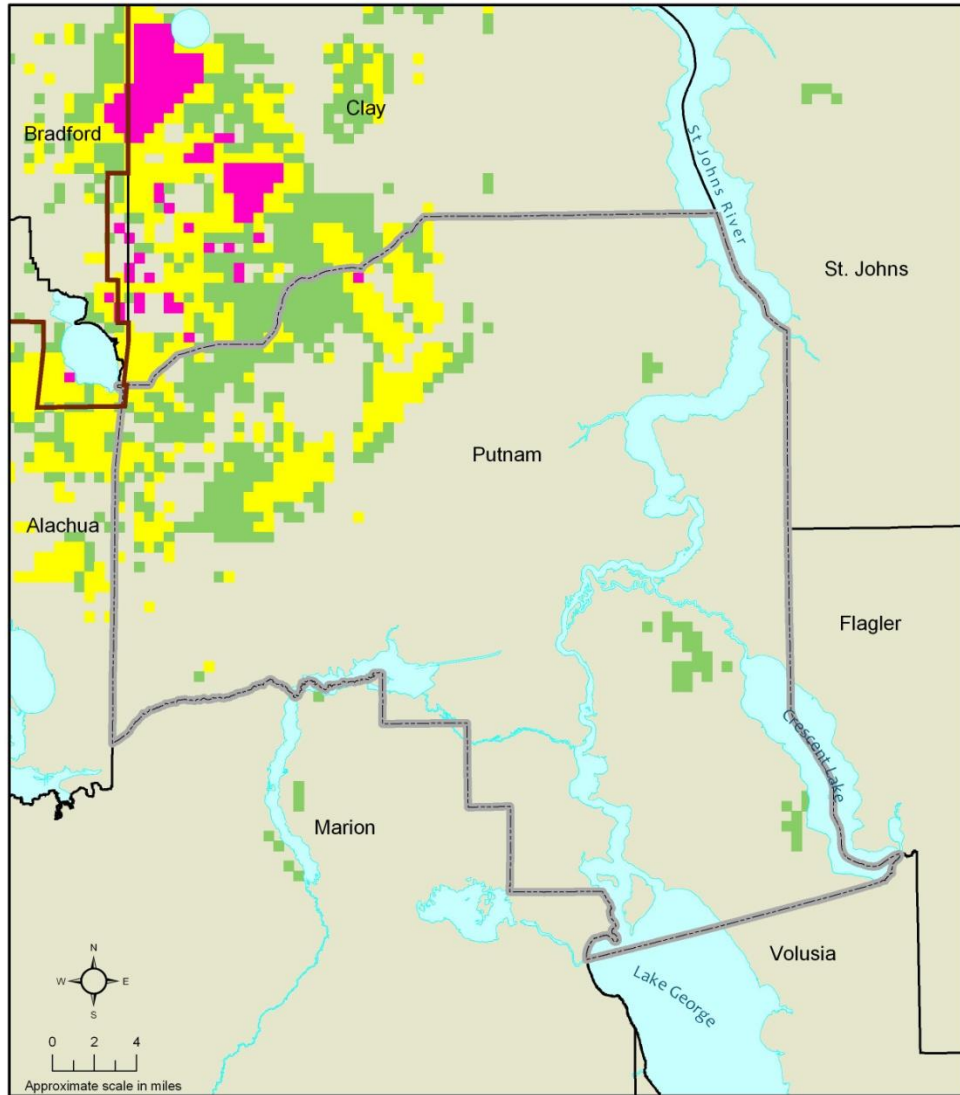 Clay
Bradford
St Johns River
St. Johns
Putnam
Alachua
Flagler
Crescent Lake
Marion
Volusia
Lake George
N
W E
S
0 2 4
Approximate scale in miles